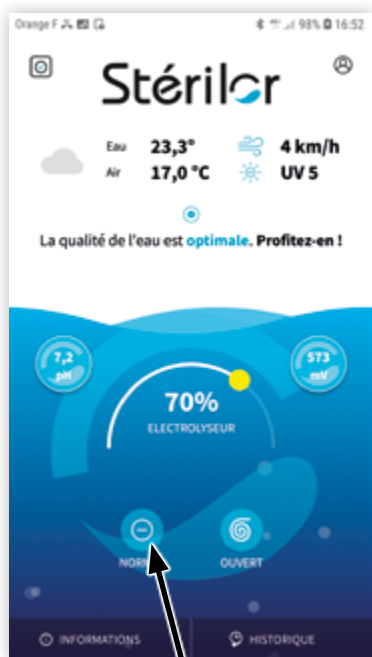 Orange F 98% 16:52
Stérilor
Eau 23,3° 4 km/h
Air 17,0 °C UV 5
La qualité de l'eau est optimale. Profitez-en !
7,2 573
pH mV
70%
ELECTROLYSEUR
OUVERT
INFORMATIONS HISTORIQUE